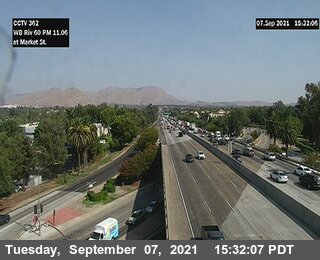 CCTV 362
WB Riv 60 PM 11.06
at Market St.
07.Sep 2021 15:32:06
Tuesday, September 07, 2021 15:32:07 PDT